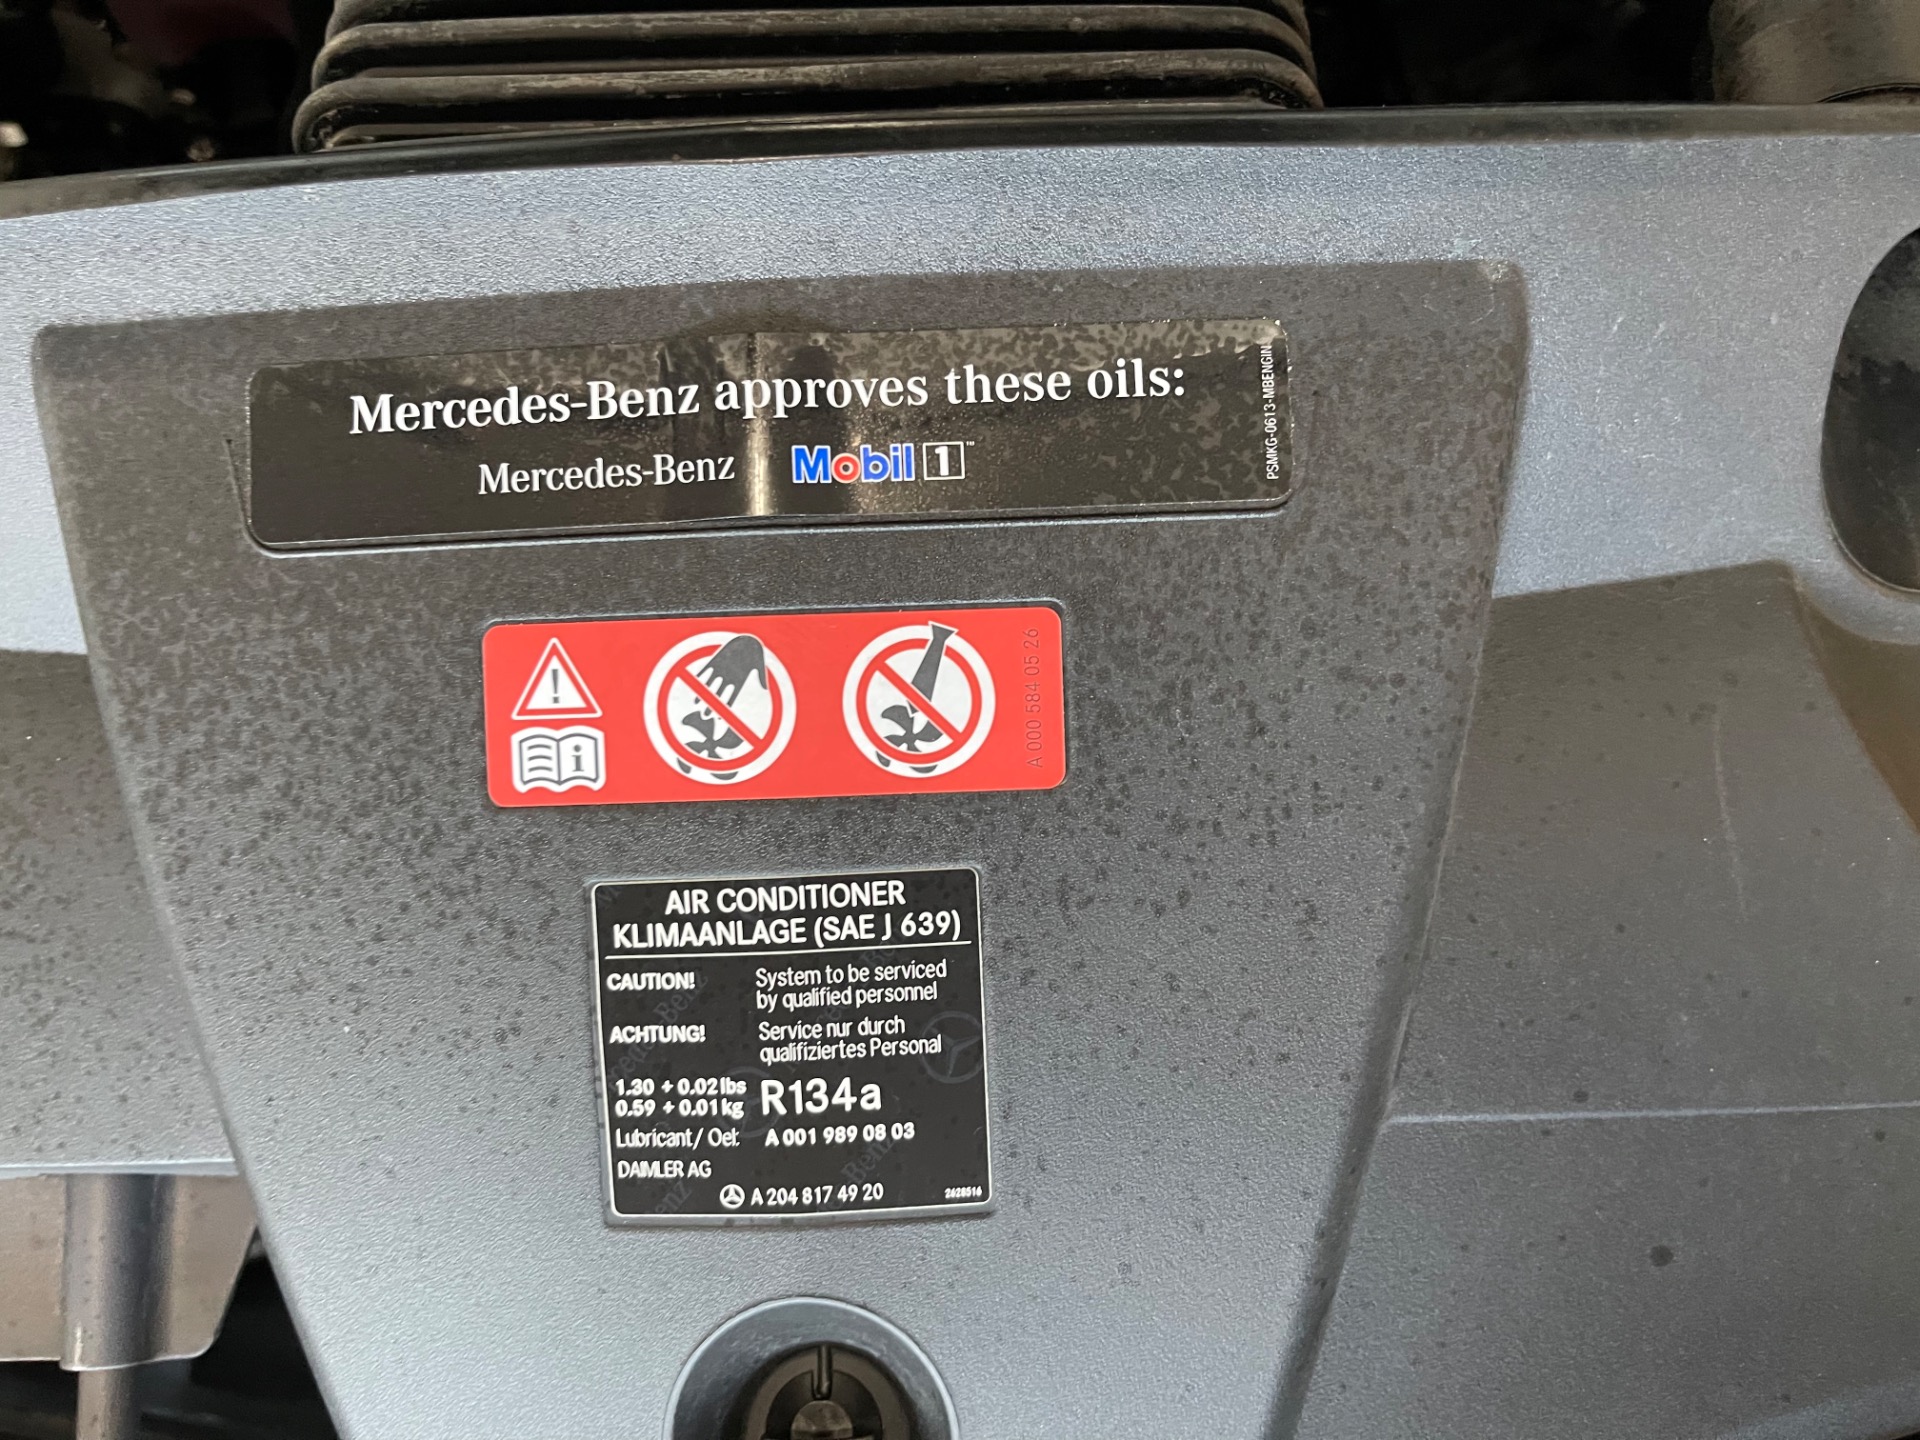 Mercedes-Benz approves these oils:
Mercedes-Benz Mobil 1™
PSMKG-0613-MBENGIN
!
i
A 000 584 05 26
AIR CONDITIONER
KLIMAANLAGE (SAE J 639)
CAUTION! System to be serviced
by qualified personnel
ACHTUNG! Service nur durch
qualifiziertes Personal
1.30 + 0.02 lbs
0.59 + 0.01 kg R134a
Lubricant/ Oel: A 001 989 08 03
DAIMLER AG
A 204 817 49 20 2628516